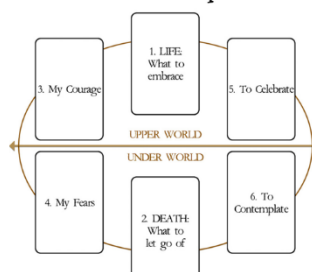 1. LIFE:
What to
embrace
3. My Courage
5. To Celebrate
UPPER WORLD
UNDER WORLD
4. My Fears
6. To
Contemplate
2. DEATH:
What to
let go of